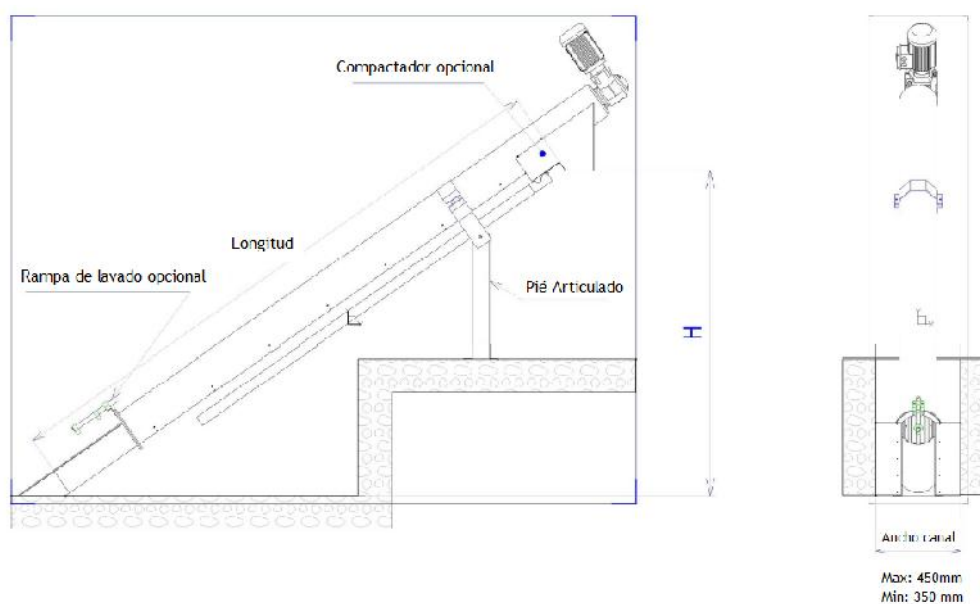 Compactador opcional
Longitud
Rampa de lavado opcional
Pié Articulado
H
Ancho canal
Max: 450mm
Min: 350 mm